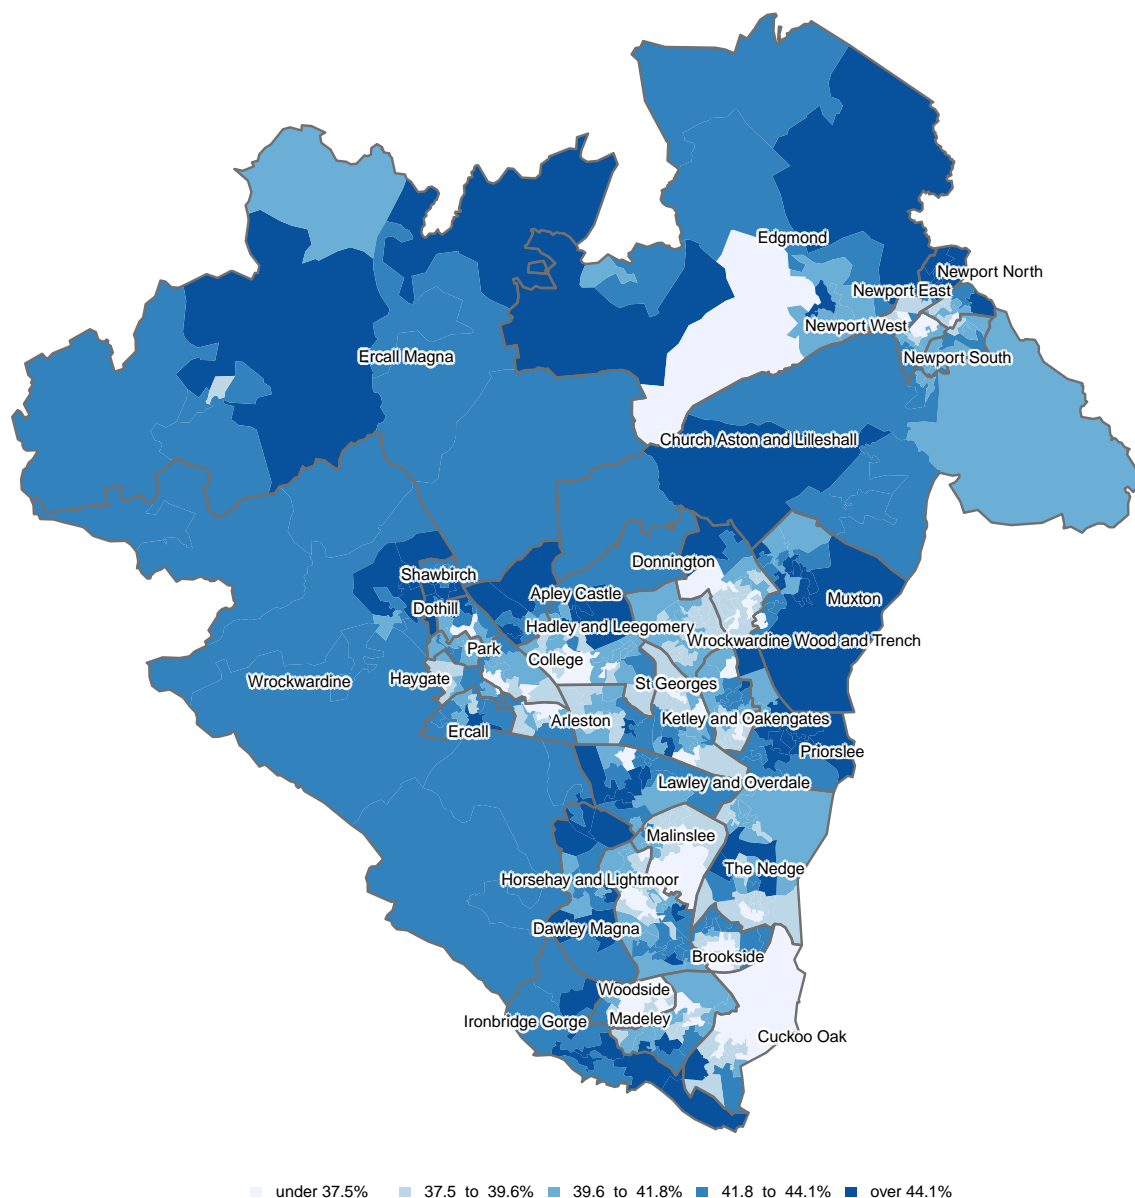 Edgmond
Newport North
Newport East
Newport West
Ercall Magna
Newport South
Church Aston and Lilleshall
Donnington
Shawbirch
Apley Castle
Muxton
Dothill
Hadley and Leegomery
Wrockwardine Wood and Trench
Park
College
Haygate
Wrockwardine
St Georges
Arleston
Ketley and Oakengates
Ercall
Priorslee
Lawley and Overdale
Malinslee
The Nedge
Horsehay and Lightmoor
Dawley Magna
Brookside
Woodside
Ironbridge Gorge
Madeley
Cuckoo Oak
under 37.5% 37.5 to 39.6% 39.6 to 41.8% 41.8 to 44.1% over 44.1%